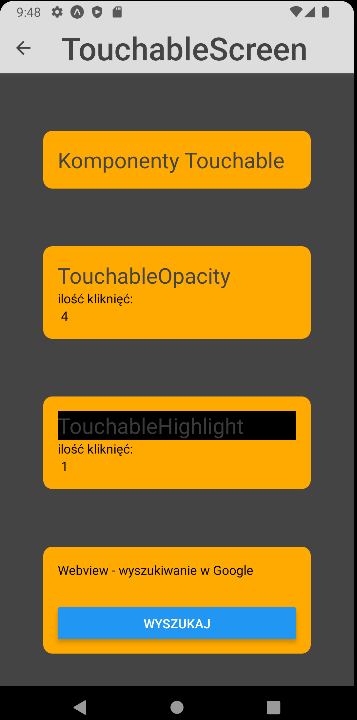 9:48
TouchableScreen
Komponenty Touchable
TouchableOpacity
ilość kliknięć:
4
TouchableHighlight
ilość kliknięć:
1
Webview - wyszukiwanie w Google
WYSZUKAJ